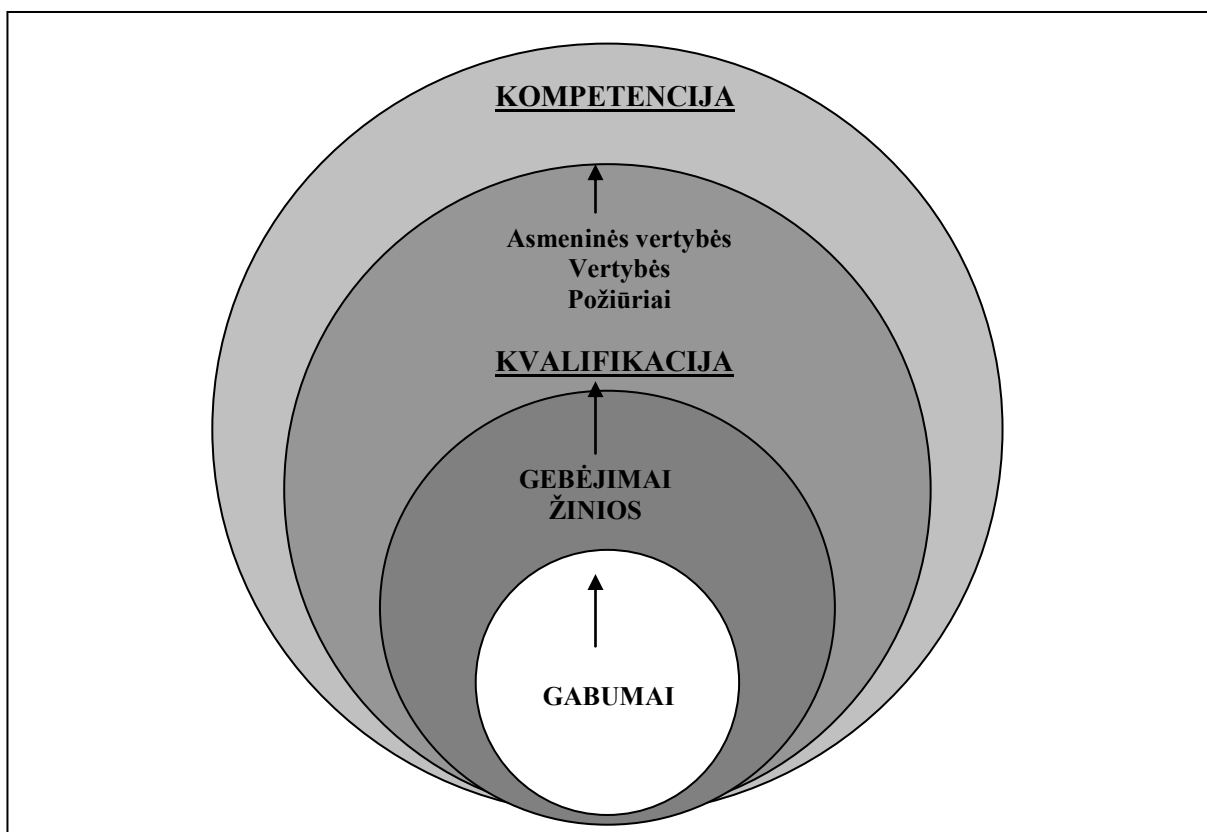 KOMPETENCIJA
Asmeninės vertybės
Vertybės
Požiūriai
KVALIFIKACIJA
GEBĖJIMAI
ŽINIOS
GABUMAI